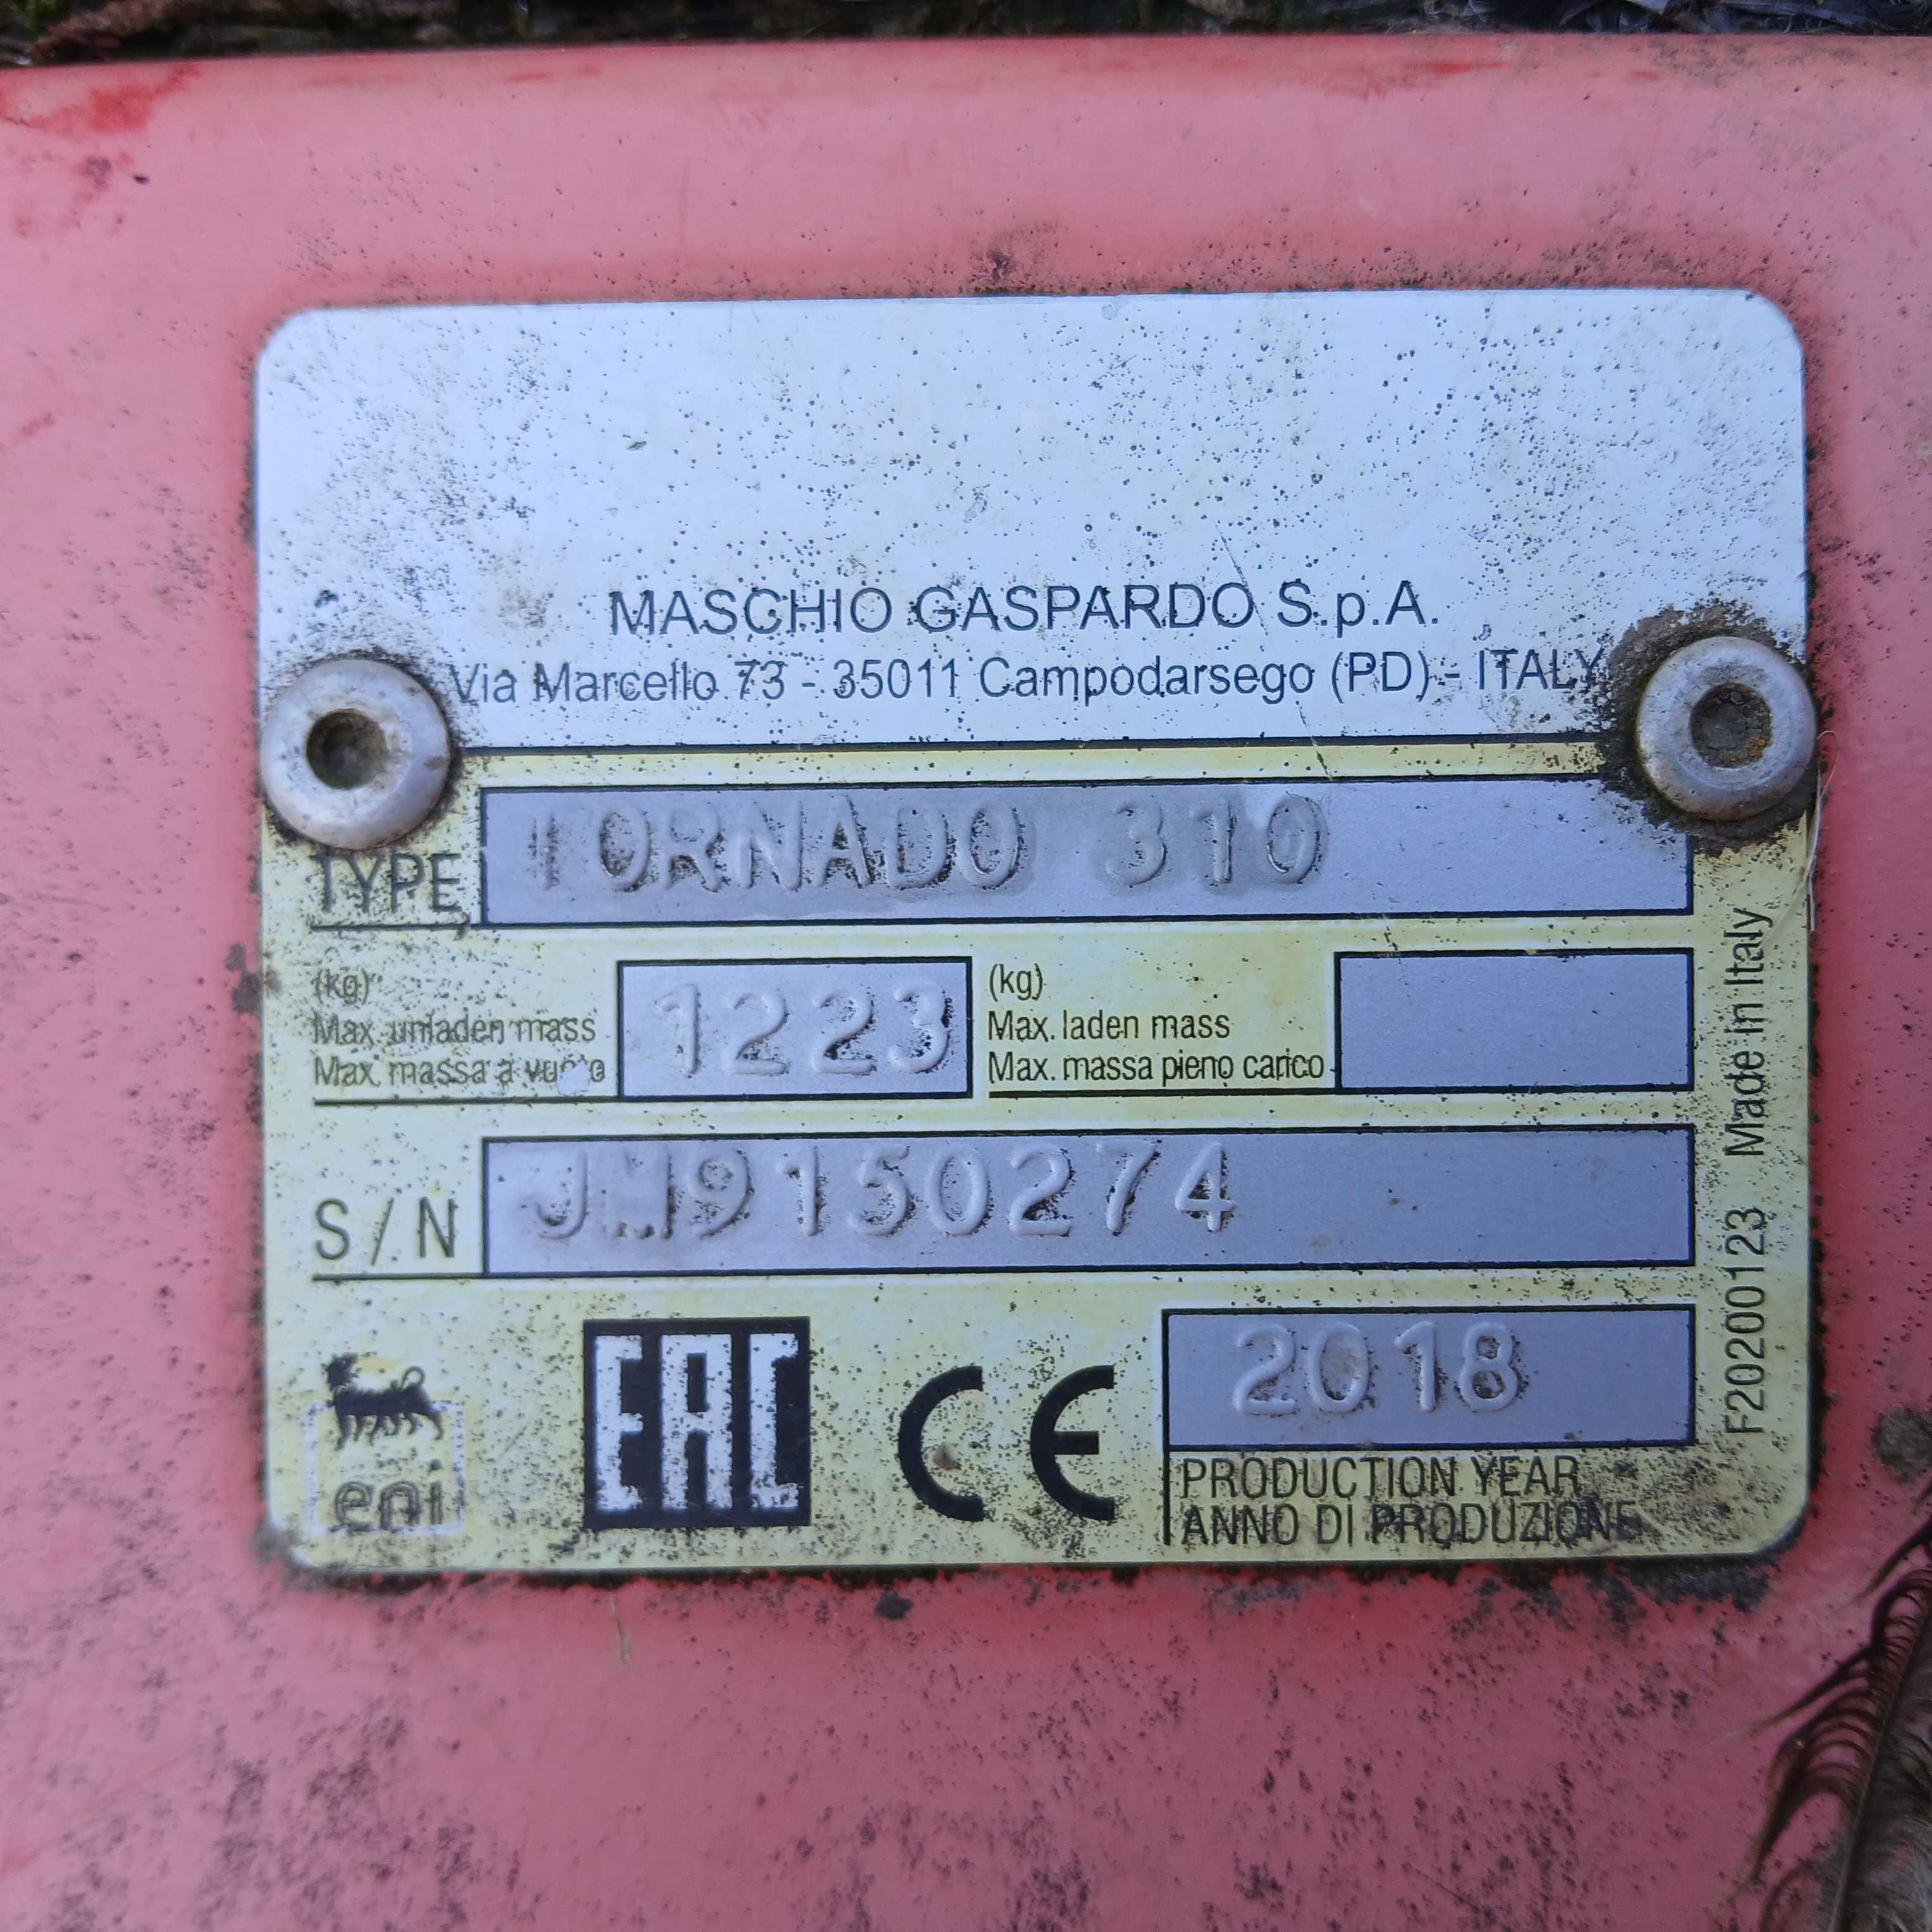 MASCHIO GASPARDO S.p.A.
Via Marcello 73 - 35011 Campodarsego (PD) - ITALY
TYPE TORNADO 310
(kg)
Max. unladen mass
Max. massa a vuoto
1223
(kg)
Max. laden mass
Max. massa pieno carico
S/N JM9150274
eni
EAC
CE
2018
PRODUCTION YEAR
ANNO DI PRODUZIONE
F20200123 Made in Italy